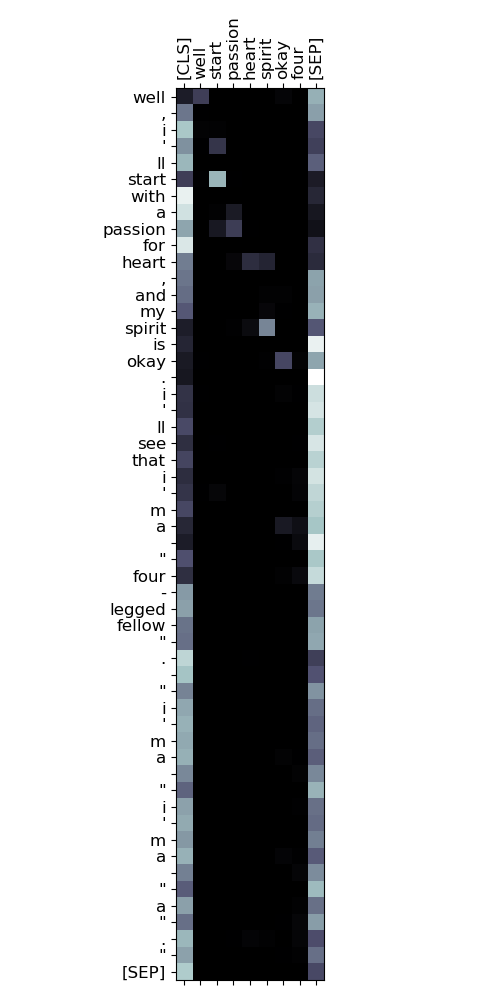 [CLS]
well
start
passion
heart
spirit
okay
four
[SEP]
well
,
i
'
ll
start
with
a
passion
for
heart
,
and
my
spirit
is
okay
.
i
'
ll
see
that
i
'
m
a
"
four
-
legged
fellow
"
.
"
i
'
m
a
"
i
'
m
a
"
a
"
.
"
[SEP]